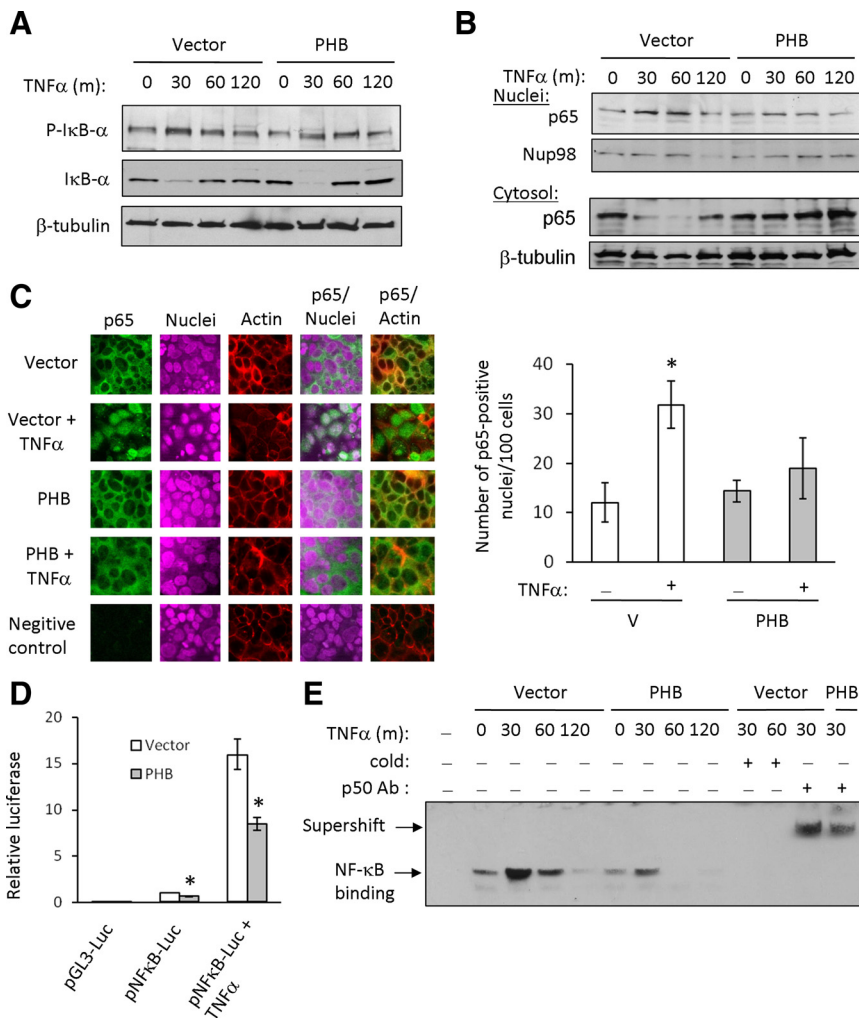 A
Vector PHB
TNFα (m): 0 30 60 120 0 30 60 120
P-IκB-α
IκB-α
β-tubulin
B
Vector PHB
TNFα (m): 0 30 60 120 0 30 60 120
Nuclei:
p65
Nup98
Cytosol:
p65
β-tubulin
C
p65 Nuclei Actin p65/ Nuclei p65/ Actin
Vector
Vector + TNFα
PHB
PHB + TNFα
Negitive control
Number of p65-positive
nuclei/100 cells
40
30
20
10
0
*
TNFα: – + – +
V PHB
D
Relative luciferase
20
15
10
5
0
Vector
PHB
*
*
pGL3-Luc
pNFκB-Luc
pNFκB-Luc +
TNFα
E
Vector PHB Vector PHB
TNFα (m): – 0 30 60 120 0 30 60 120 30 60 30 30
cold: – – – – – – – – – + + – –
p50 Ab : – – – – – – – – – – – + +
Supershift
NF-κB
binding